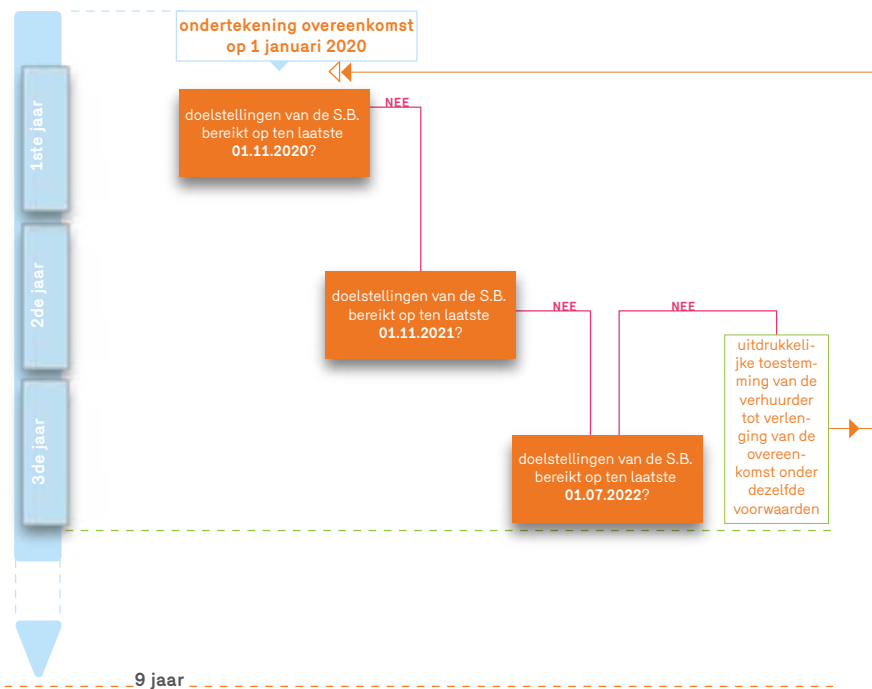 ondertekening overeenkomst
op 1 januari 2020
1ste jaar
doelstellingen van de S.B.
bereikt op ten laatste
01.11.2020?
NEE
2de jaar
doelstellingen van de S.B.
bereikt op ten laatste
01.11.2021?
NEE
NEE
uitdrukkeli-
jke toestem-
ming van de
verhuurder
tot verlen-
ging van de
overeen-
komst onder
dezelfde
voorwaarden
3de jaar
doelstellingen van de S.B.
bereikt op ten laatste
01.07.2022?
9 jaar